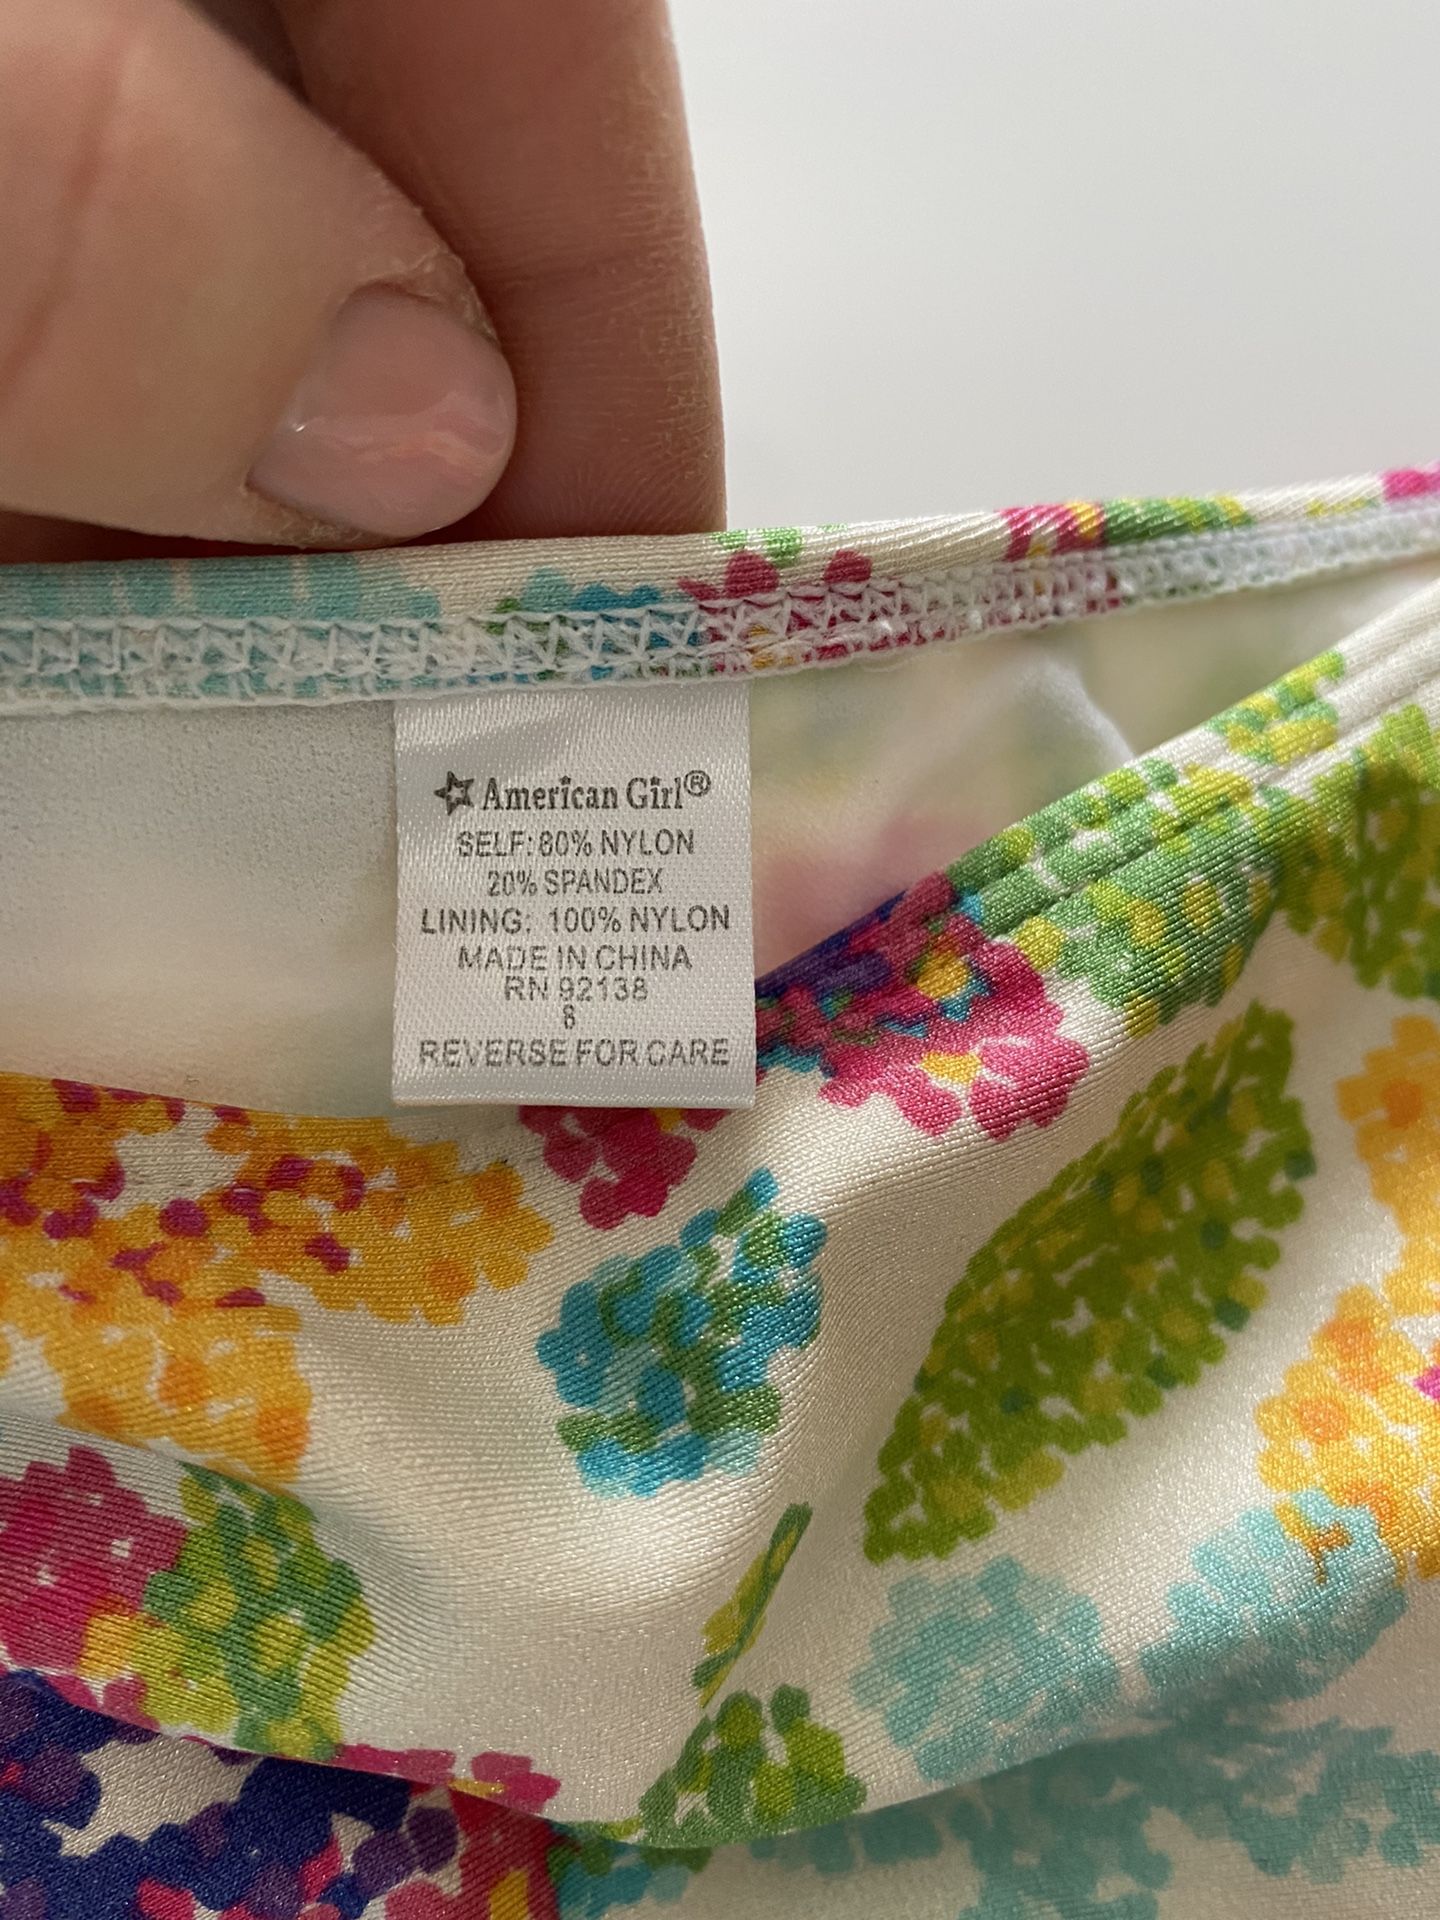 American Girl®
SELF: 80% NYLON
20% SPANDEX
LINING: 100% NYLON
MADE IN CHINA
RN 92138
8
REVERSE FOR CARE